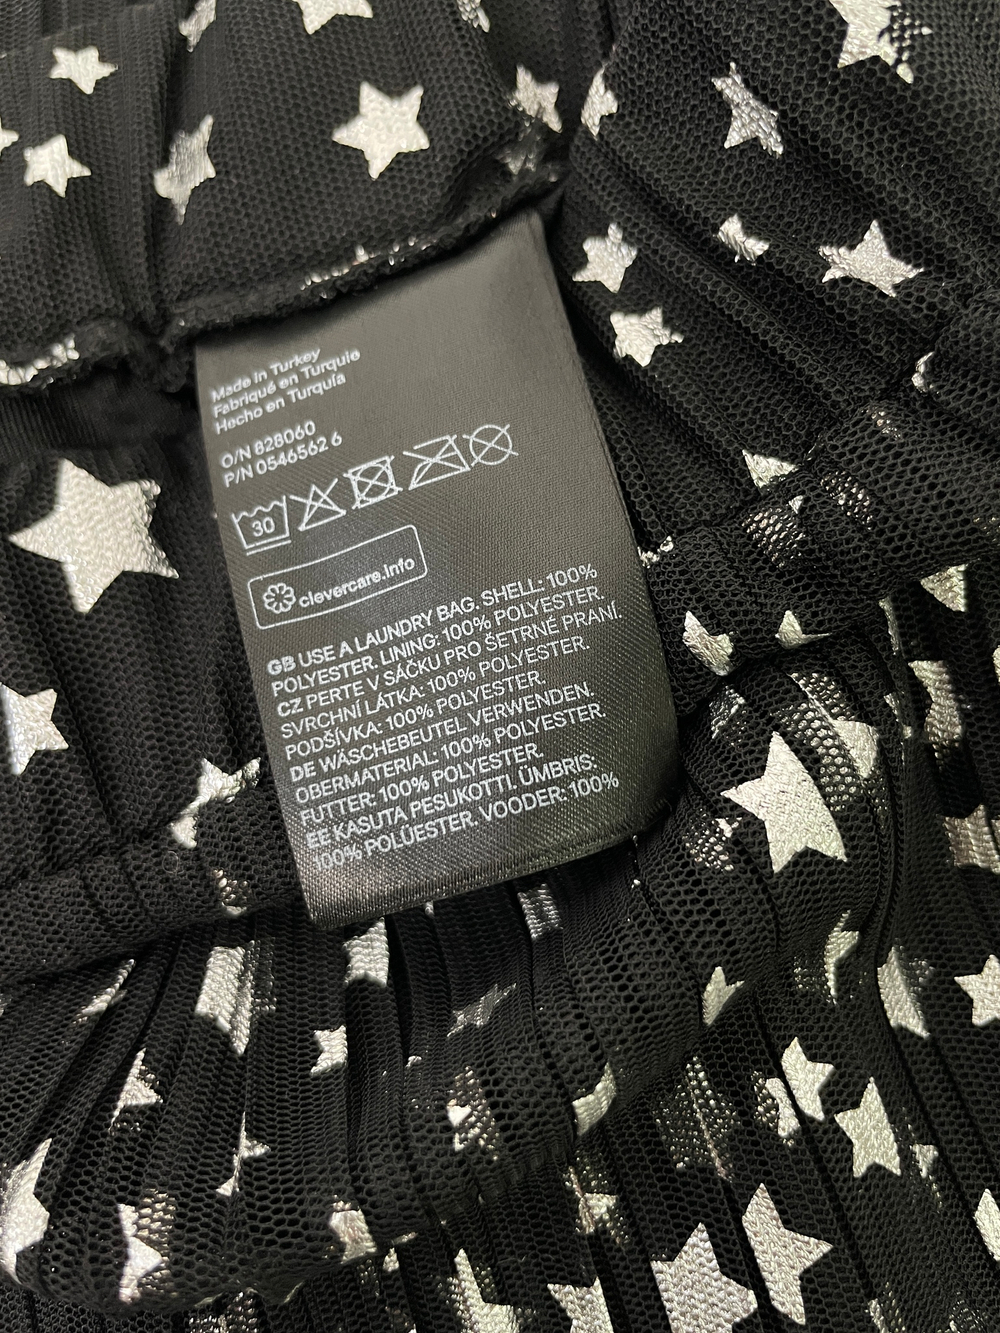 Made in Turkey
Fabriqué en Turquie
Hecho en Turquía
O/N 828060
P/N 0546562 6
30
clevercare.info
GB USE A LAUNDRY BAG. SHELL: 100%
POLYESTER. LINING: 100% POLYESTER.
CZ PERTE V SÁČKU PRO ŠETRNÉ PRANÍ.
SVRCHNÍ LÁTKA: 100% POLYESTER.
PODŠÍVKA: 100% POLYESTER.
DE WÄSCHEBEUTEL VERWENDEN.
OBERMATERIAL: 100% POLYESTER.
FUTTER: 100% POLYESTER.
EE KASUTA PESUKOTTI. ÜMBRIS:
100% POLÜESTER. VOODER: 100%